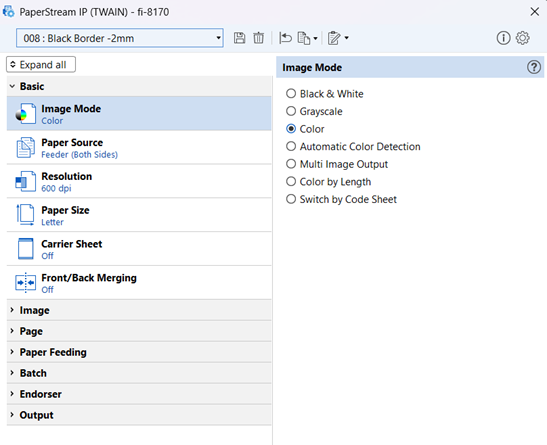 PaperStream IP (TWAIN) - fi-8170
008 : Black Border -2mm
Expand all
Basic
Image Mode
Color
Paper Source
Feeder (Both Sides)
Resolution
600 dpi
Paper Size
Letter
Carrier Sheet
Off
Front/Back Merging
Off
Image
Page
Paper Feeding
Batch
Endorser
Output
Image Mode
Black & White
Grayscale
Color
Automatic Color Detection
Multi Image Output
Color by Length
Switch by Code Sheet